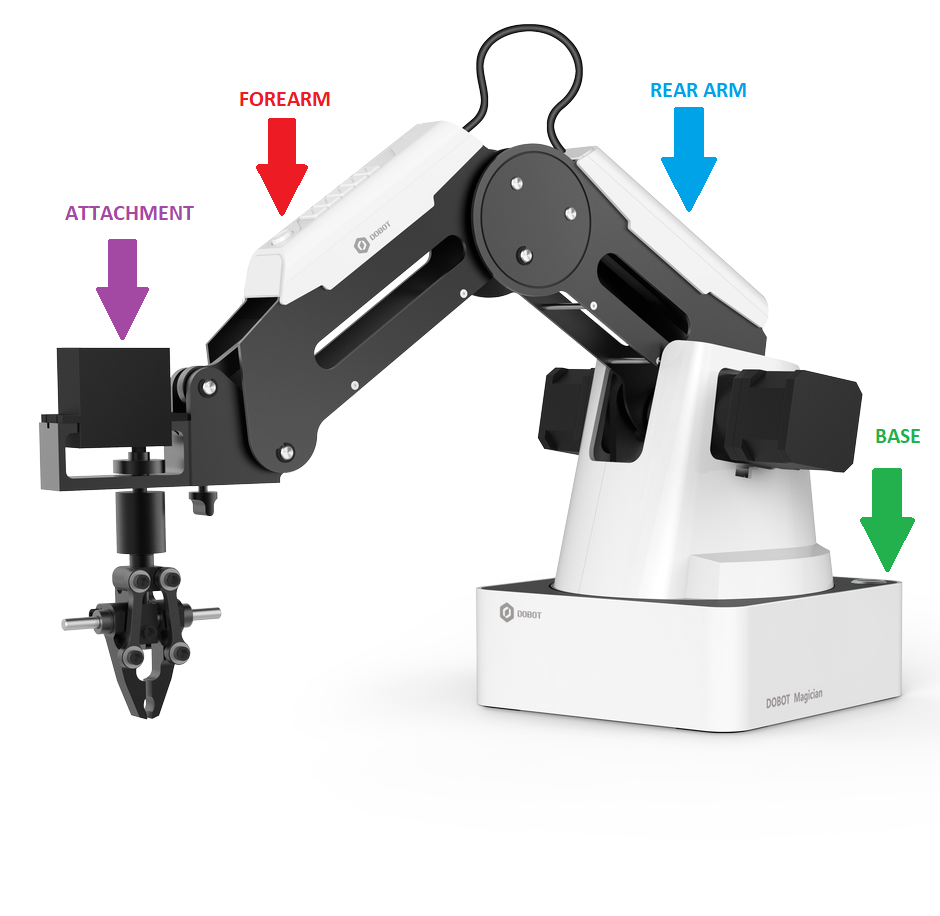 REAR ARM
FOREARM
ATTACHMENT
DOBOT
BASE
DOBOT
DOBOT Magician